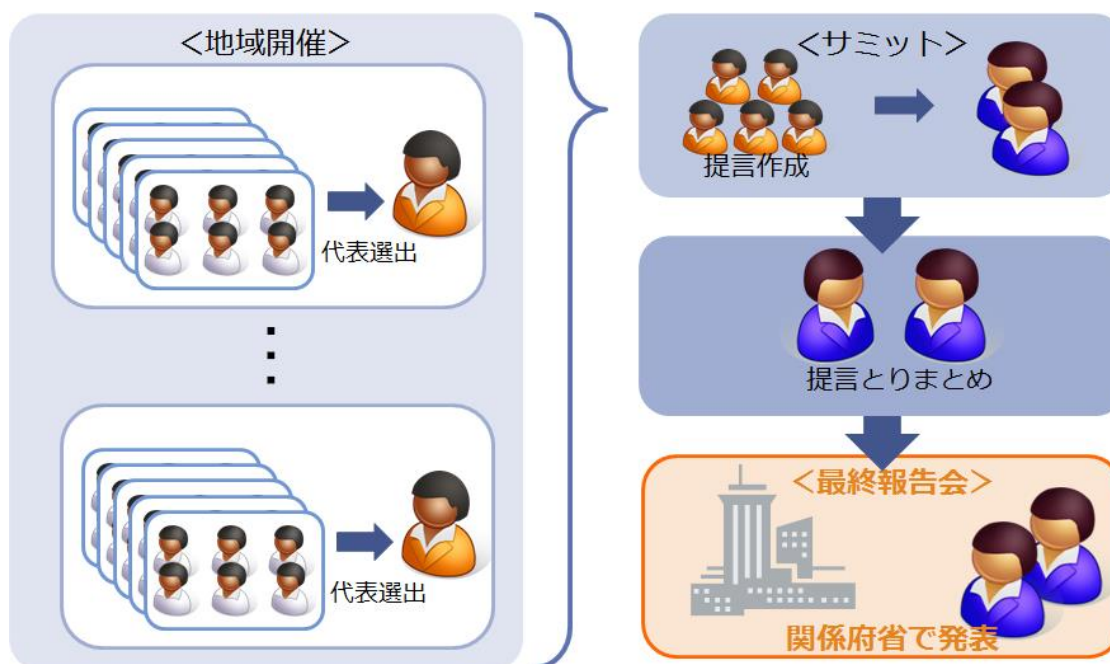 <地域開催>
代表選出
代表選出
<サミット>
提言作成
提言とりまとめ
<最終報告会>
関係府省で発表